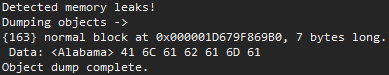 Detected memory leaks!
Dumping objects ->
{163} normal block at 0x000001D679F869B0, 7 bytes long.
 Data: <Alabama> 41 6C 61 62 61 6D 61
Object dump complete.